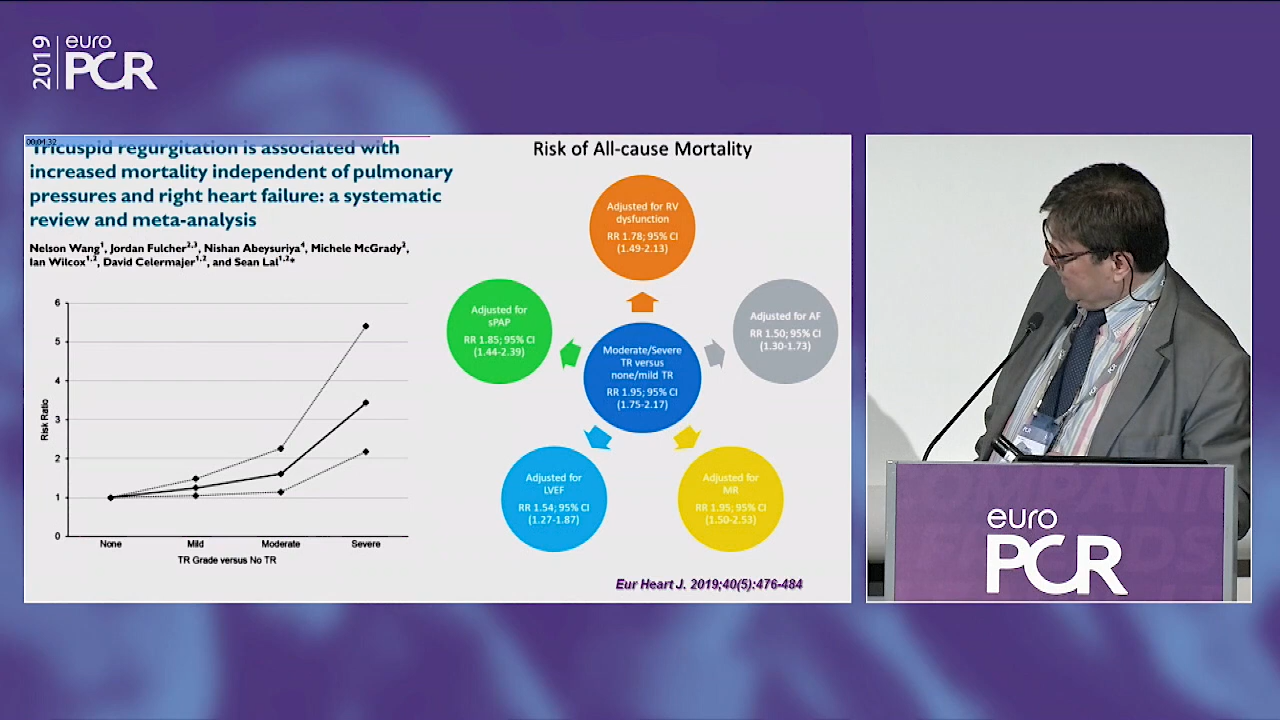 2019
euro
PCR
00:04:32
Tricuspid regurgitation is associated with
increased mortality independent of pulmonary
pressures and right heart failure: a systematic
review and meta-analysis
Nelson Wang¹, Jordan Fulcher²,³, Nishan Abeysuriya⁴, Michele McGrady²,
Ian Wilcox¹,², David Celermajer¹,², and Sean Lal¹,²*
6
5
4
3
2
1
0
Risk Ratio
None
Mild
Moderate
Severe
TR Grade versus No TR
Risk of All-cause Mortality
Adjusted for RV
dysfunction
RR 1.78; 95% CI
(1.49-2.13)
Adjusted for
sPAP
RR 1.85; 95% CI
(1.44-2.39)
Moderate/Severe
TR versus
none/mild TR
RR 1.95; 95% CI
(1.75-2.17)
Adjusted for AF
RR 1.50; 95% CI
(1.30-1.73)
Adjusted for
LVEF
RR 1.54; 95% CI
(1.27-1.87)
Adjusted for
MR
RR 1.95; 95% CI
(1.50-2.53)
Eur Heart J. 2019;40(5):476-484
PCR
euro
PCR